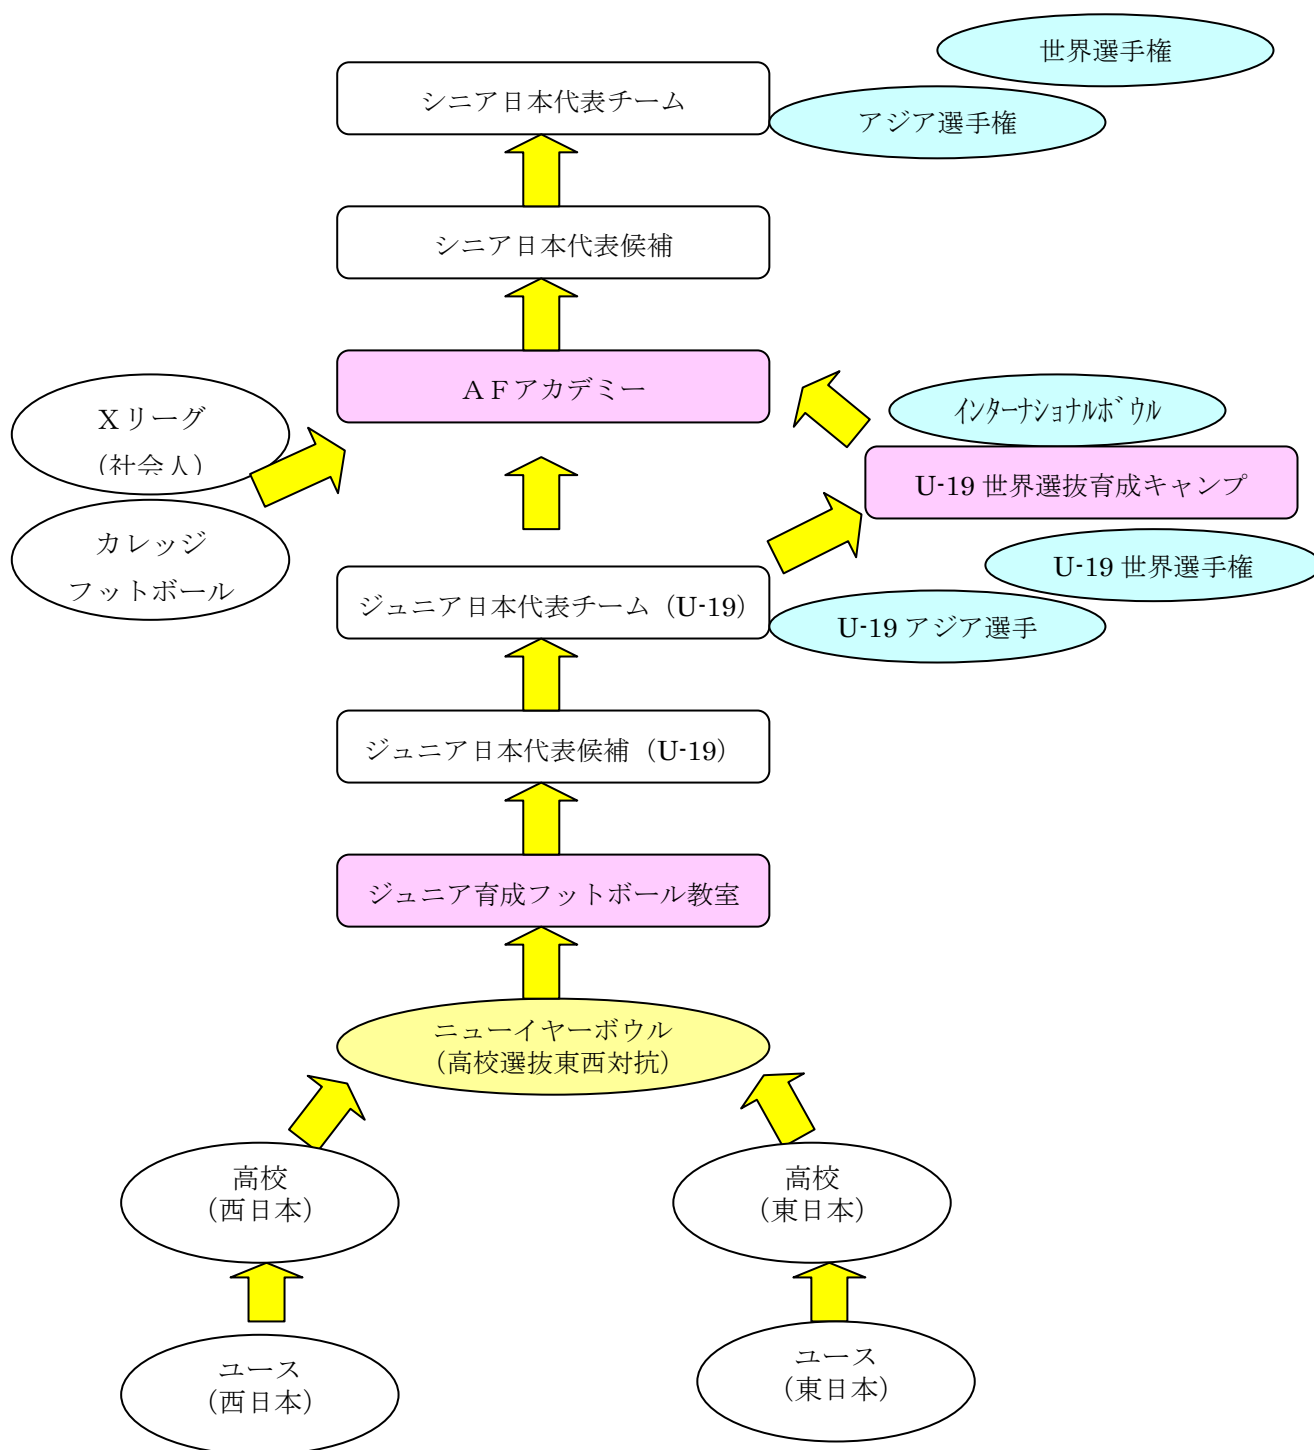 世界選手権
シニア日本代表チーム
アジア選手権
シニア日本代表候補
ＡＦアカデミー
Ｘリーグ
（社会人）
インターナショナルボウル
U-19 世界選抜育成キャンプ
カレッジ
フットボール
U-19 世界選手権
ジュニア日本代表チーム（U-19）
U-19 アジア選手
ジュニア日本代表候補（U-19）
ジュニア育成フットボール教室
ニューイヤーボウル
（高校選抜東西対抗）
高校
（西日本）
高校
（東日本）
ユース
（西日本）
ユース
（東日本）